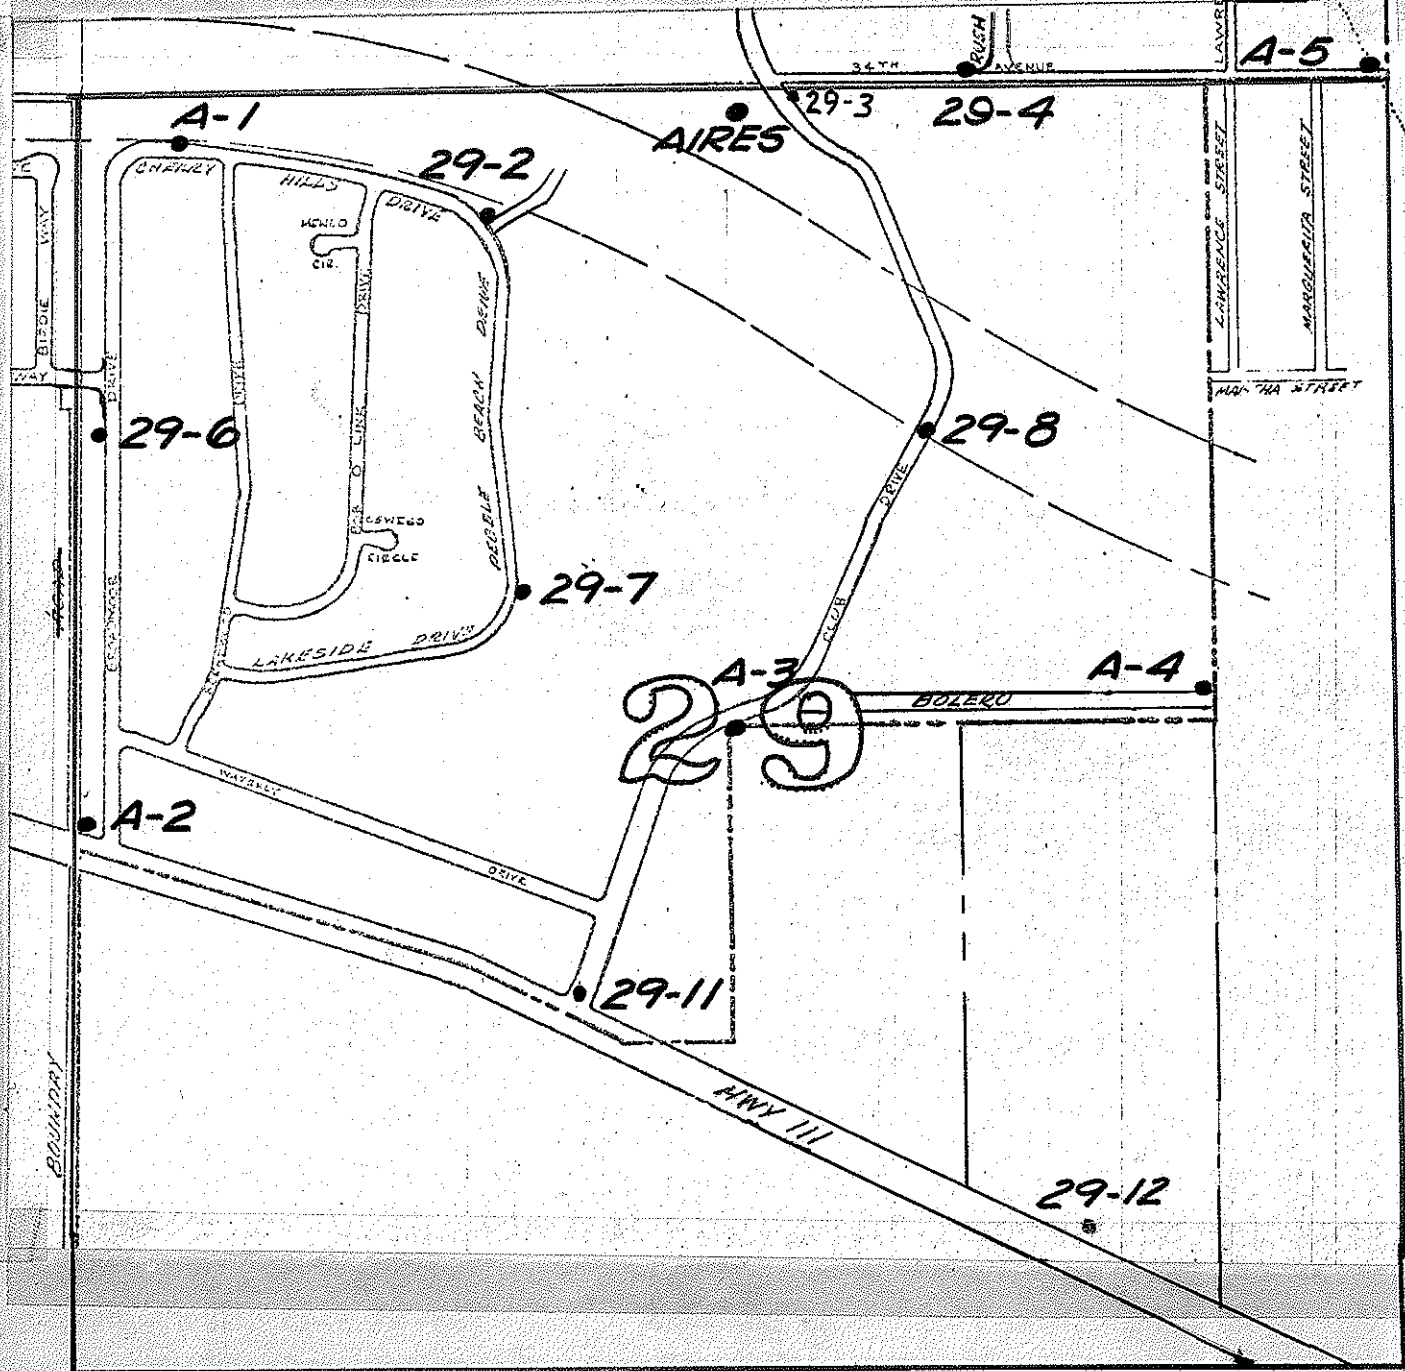 RUSH
LAWRE
A-5
34TH AVENUE
A-1
29-3
29-4
AIRES
29-2
CHERRY HILLS DRIVE
MENLO
CIR.
BIRDIE WAY
DRIVE
DRIVE
PEBBLE BEACH DRIVE
LAWRENCE STREET
MARGUERITA STREET
MARTHA STREET
WAY
DRIVE
29-6
29-8
LINK
DRIVE
OSWEGO
CIRCLE
29-7
CLUB
LAKESIDE DRIVE
A-3
A-4
29
BOLERO
WAVERLY DRIVE
A-2
29-11
BOUNDRY
HWY 111
29-12